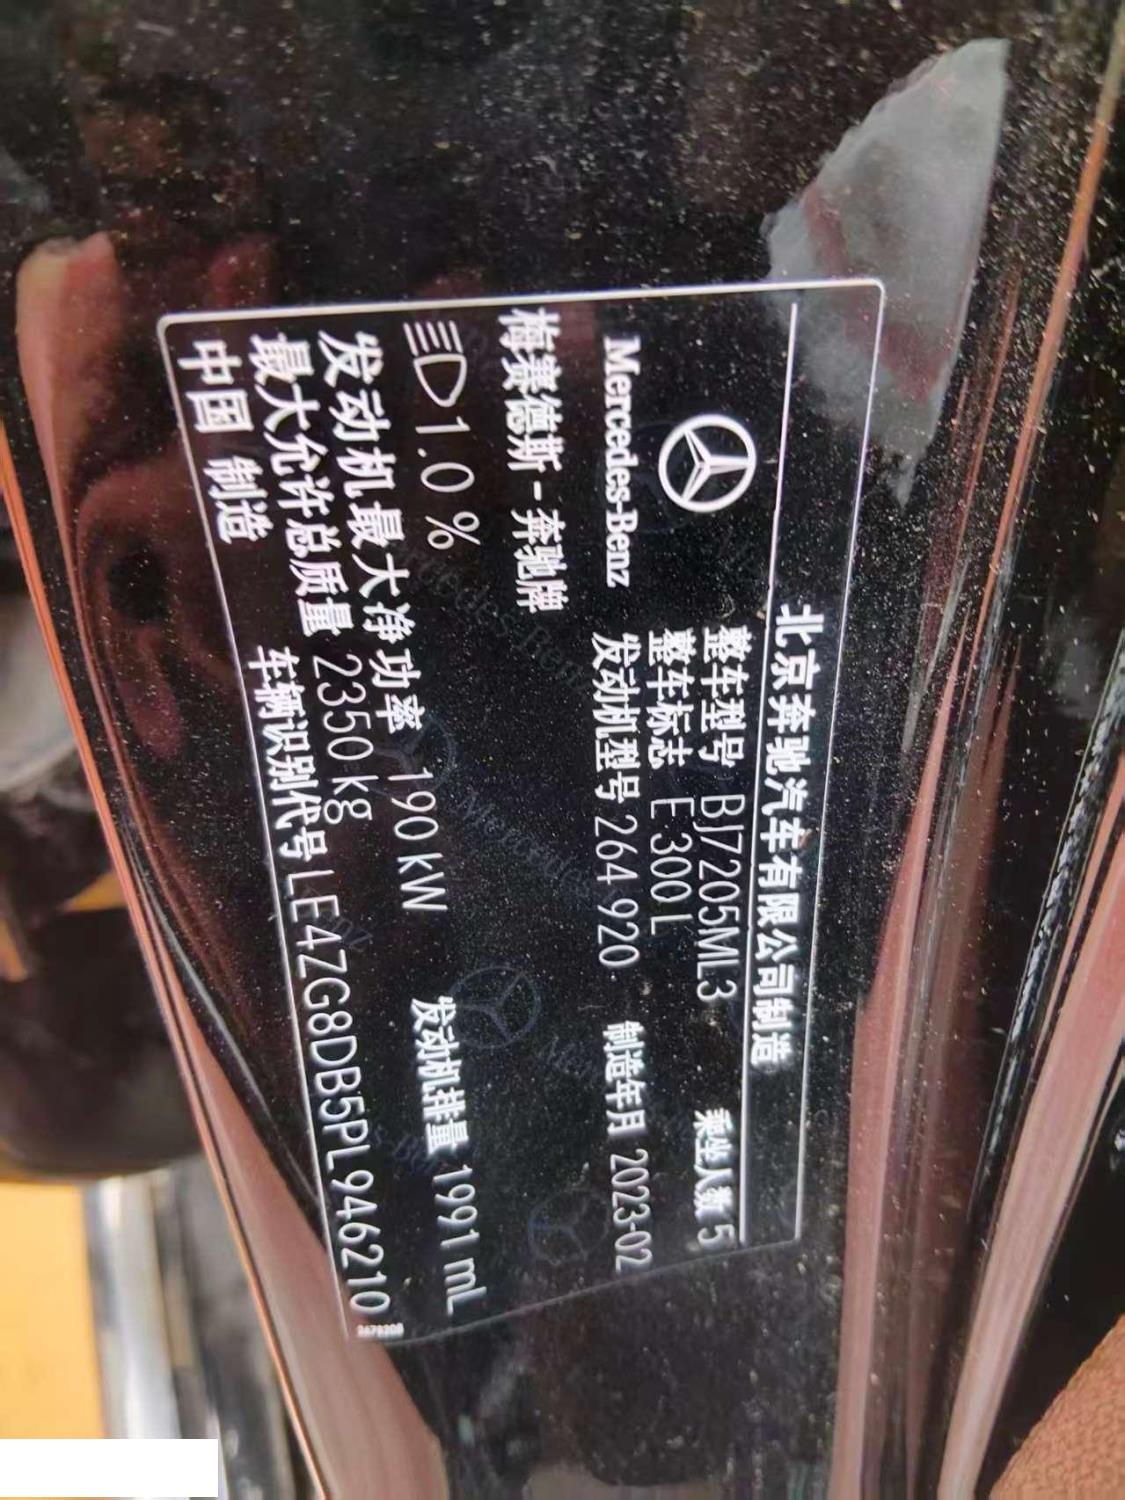 北京奔驰汽车有限公司制造
整车型号 BJ7205ML3 乘坐人数 5
整车标志 E 300 L
Mercedes-Benz 发动机型号 264 920 制造年月 2023-02
梅赛德斯-奔驰牌
1.0%
发动机最大净功率 190 kW 发动机排量 1991 mL
最大允许总质量 2350 kg
中国 制造 车辆识别代号 LE4ZG8DB5PL946210